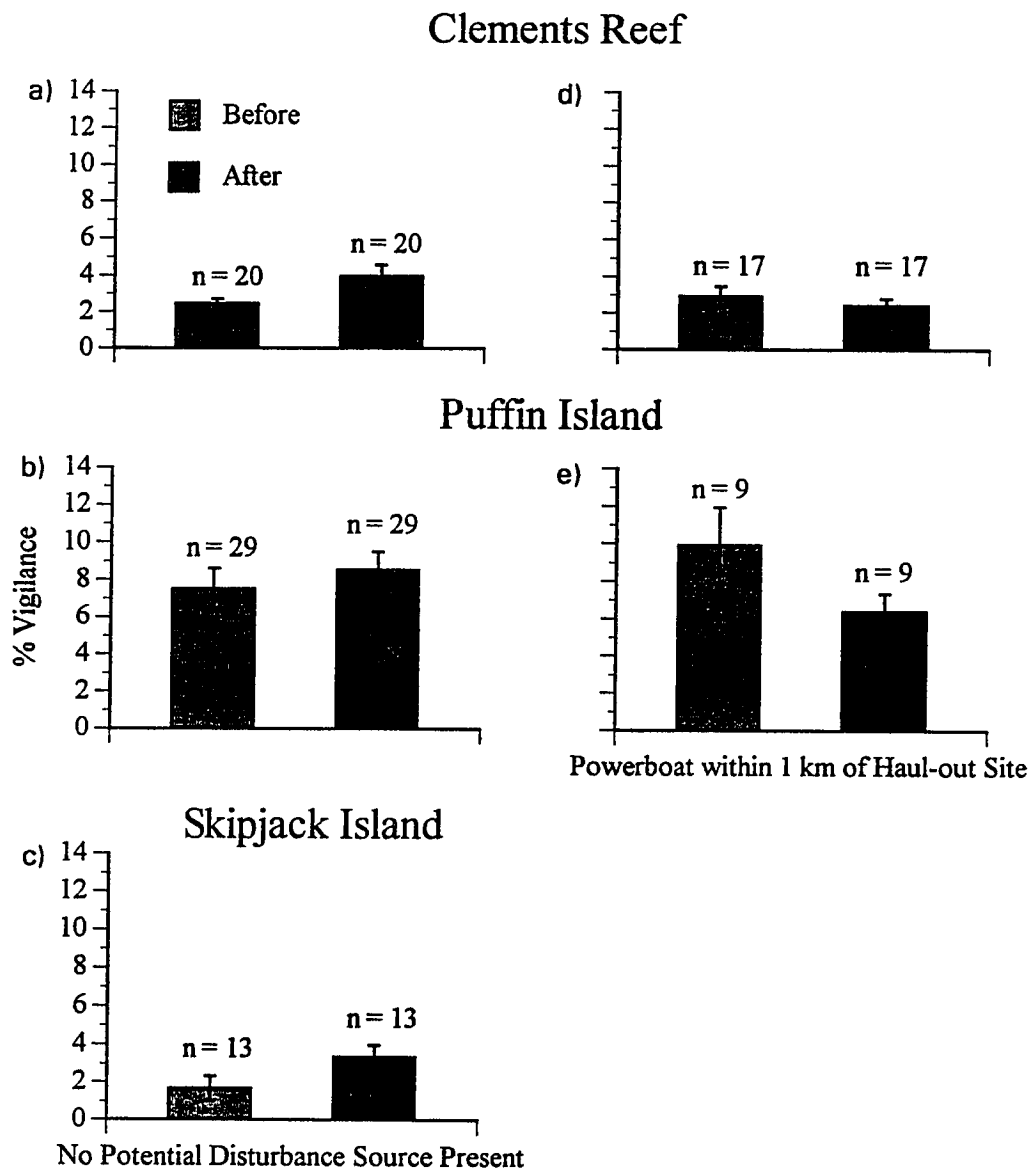 Clements Reef
a)
14
12
10
8
6
4
2
0
Before
After
n = 20
n = 20
d)
n = 17
n = 17
Puffin Island
b)
% Vigilance
14
12
10
8
6
4
2
0
n = 29
n = 29
e)
n = 9
n = 9
Powerboat within 1 km of Haul-out Site
Skipjack Island
c)
14
12
10
8
6
4
2
0
n = 13
n = 13
No Potential Disturbance Source Present